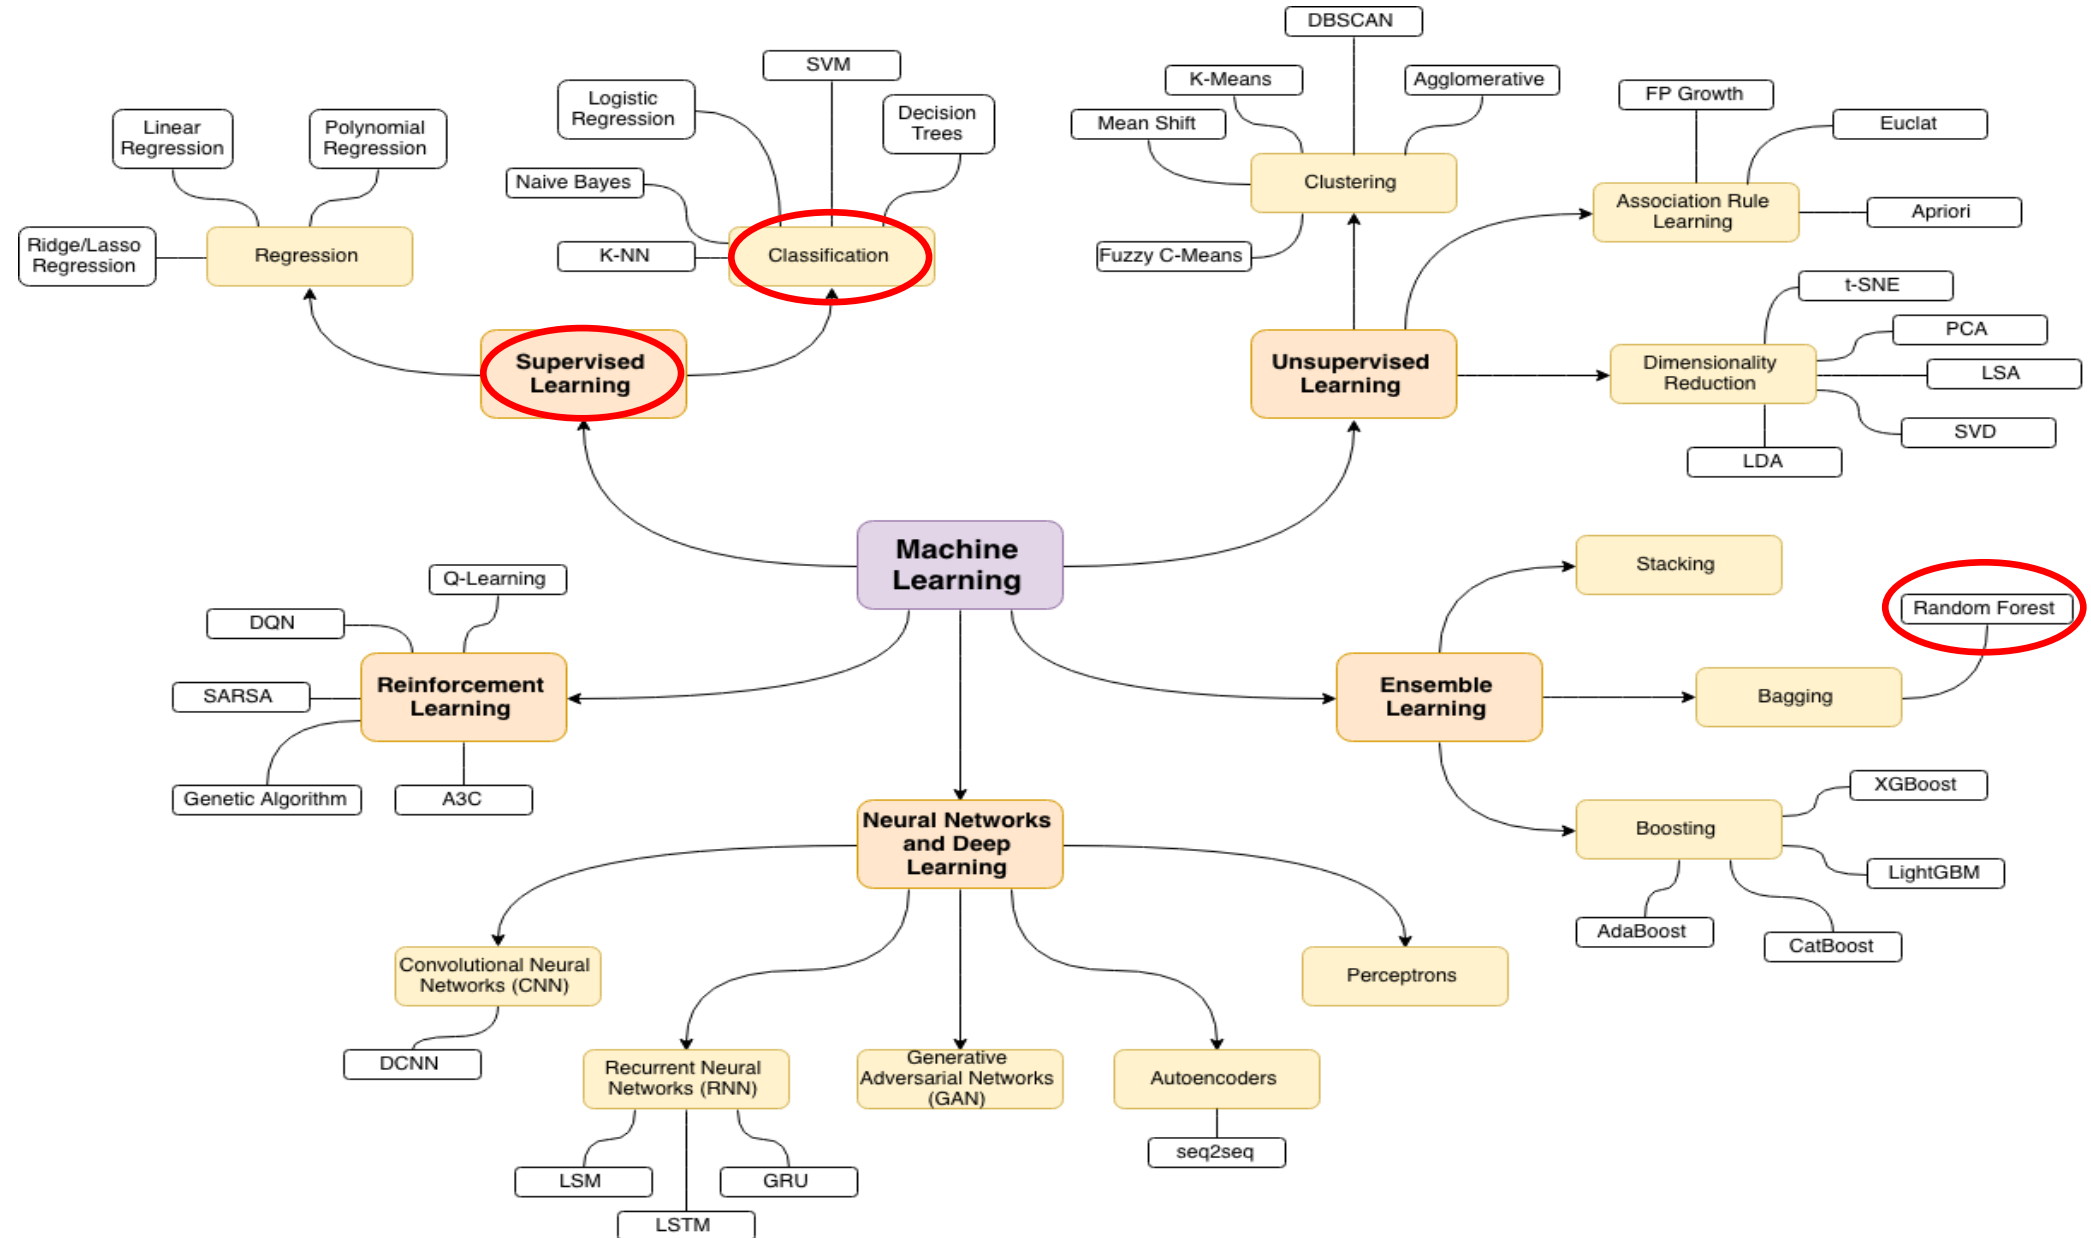 DBSCAN
SVM
K-Means
Agglomerative
Logistic
Regression
FP Growth
Decision
Trees
Mean Shift
Euclat
Linear
Regression
Polynomial
Regression
Naive Bayes
Clustering
Association Rule
Learning
Apriori
Ridge/Lasso
Regression
Regression
K-NN
Classification
Fuzzy C-Means
t-SNE
PCA
Supervised
Learning
Unsupervised
Learning
Dimensionality
Reduction
LSA
SVD
LDA
Machine
Learning
Stacking
Q-Learning
Random Forest
DQN
Reinforcement
Learning
SARSA
Ensemble
Learning
Bagging
Genetic Algorithm
A3C
XGBoost
Neural Networks
and Deep
Learning
Boosting
LightGBM
AdaBoost
CatBoost
Convolutional Neural
Networks (CNN)
Perceptrons
DCNN
Recurrent Neural
Networks (RNN)
Generative
Adversarial Networks
(GAN)
Autoencoders
seq2seq
LSM
GRU
LSTM